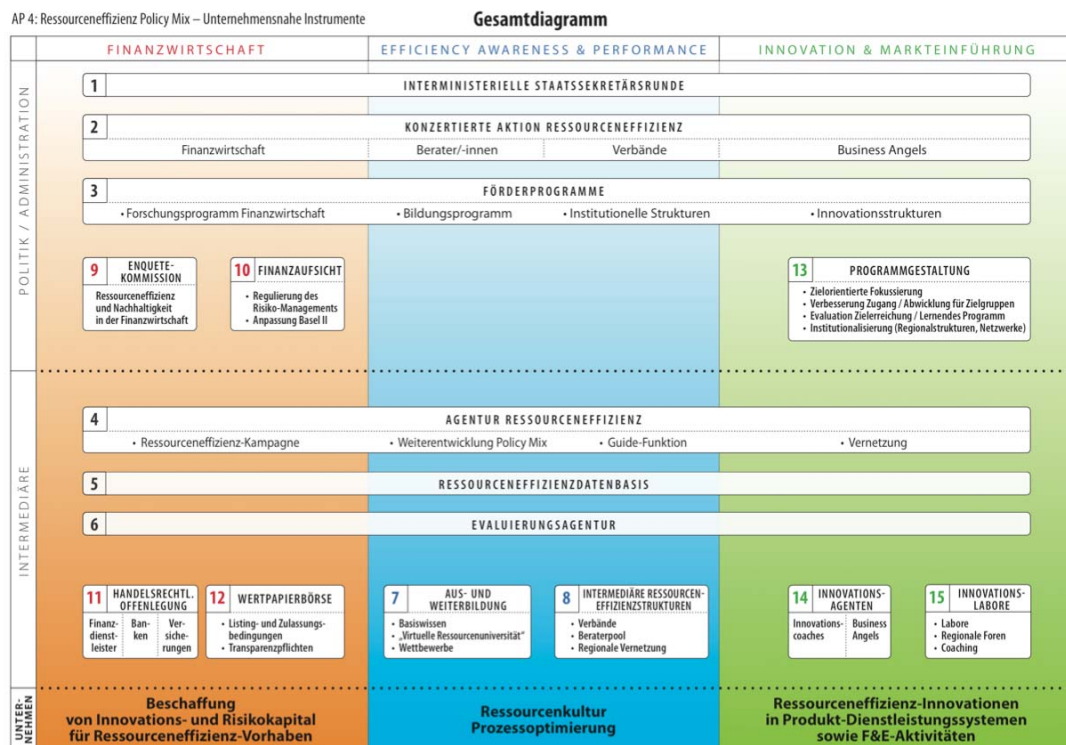 AP 4: Ressourceneffizienz Policy Mix – Unternehmensnahe Instrumente
Gesamtdiagramm
FINANZWIRTSCHAFT
EFFICIENCY AWARENESS & PERFORMANCE
INNOVATION & MARKTEINFÜHRUNG
POLITIK / ADMINISTRATION
1 INTERMINISTERIELLE STAATSSEKRETÄRSRUNDE
2 KONZERTIERTE AKTION RESSOURCENEFFIZIENZ
Finanzwirtschaft Berater/-innen Verbände Business Angels
3 FÖRDERPROGRAMME
• Forschungsprogramm Finanzwirtschaft • Bildungsprogramm • Institutionelle Strukturen • Innovationsstrukturen
9 ENQUETE-
KOMMISSION
Ressourceneffizienz
und Nachhaltigkeit
in der Finanzwirtschaft
10 FINANZAUFSICHT
• Regulierung des
Risiko-Managements
• Anpassung Basel II
13 PROGRAMMGESTALTUNG
• Zielorientierte Fokussierung
• Verbesserung Zugang / Abwicklung für Zielgruppen
• Evaluation Zielerreichung / Lernendes Programm
• Institutionalisierung (Regionalstrukturen, Netzwerke)
INTERMEDIÄRE
4 AGENTUR RESSOURCENEFFIZIENZ
• Ressourceneffizienz-Kampagne • Weiterentwicklung Policy Mix • Guide-Funktion • Vernetzung
5 RESSOURCENEFFIZIENZDATENBASIS
6 EVALUIERUNGSAGENTUR
11 HANDELSRECHTL.
OFFENLEGUNG
Finanz-
dienst-
leister
Ban-
ken
Ver-
siche-
rungen
12 WERTPAPIERBÖRSE
• Listing- und Zulassungs-
bedingungen
• Transparenzpflichten
7 AUS- UND
WEITERBILDUNG
• Basiswissen
• „Virtuelle Ressourcenuniversität“
• Wettbewerbe
8 INTERMEDIÄRE RESSOURCEN-
EFFIZIENZSTRUKTUREN
• Verbände
• Beraterpool
• Regionale Vernetzung
14 INNOVATIONS-
AGENTEN
Innovations-
coaches
Business
Angels
15 INNOVATIONS-
LABORE
• Labore
• Regionale Foren
• Coaching
UNTER-
NEHMEN
Beschaffung
von Innovations- und Risikokapital
für Ressourceneffizienz-Vorhaben
Ressourcenkultur
Prozessoptimierung
Ressourceneffizienz-Innovationen
in Produkt-Dienstleistungssystemen
sowie F&E-Aktivitäten